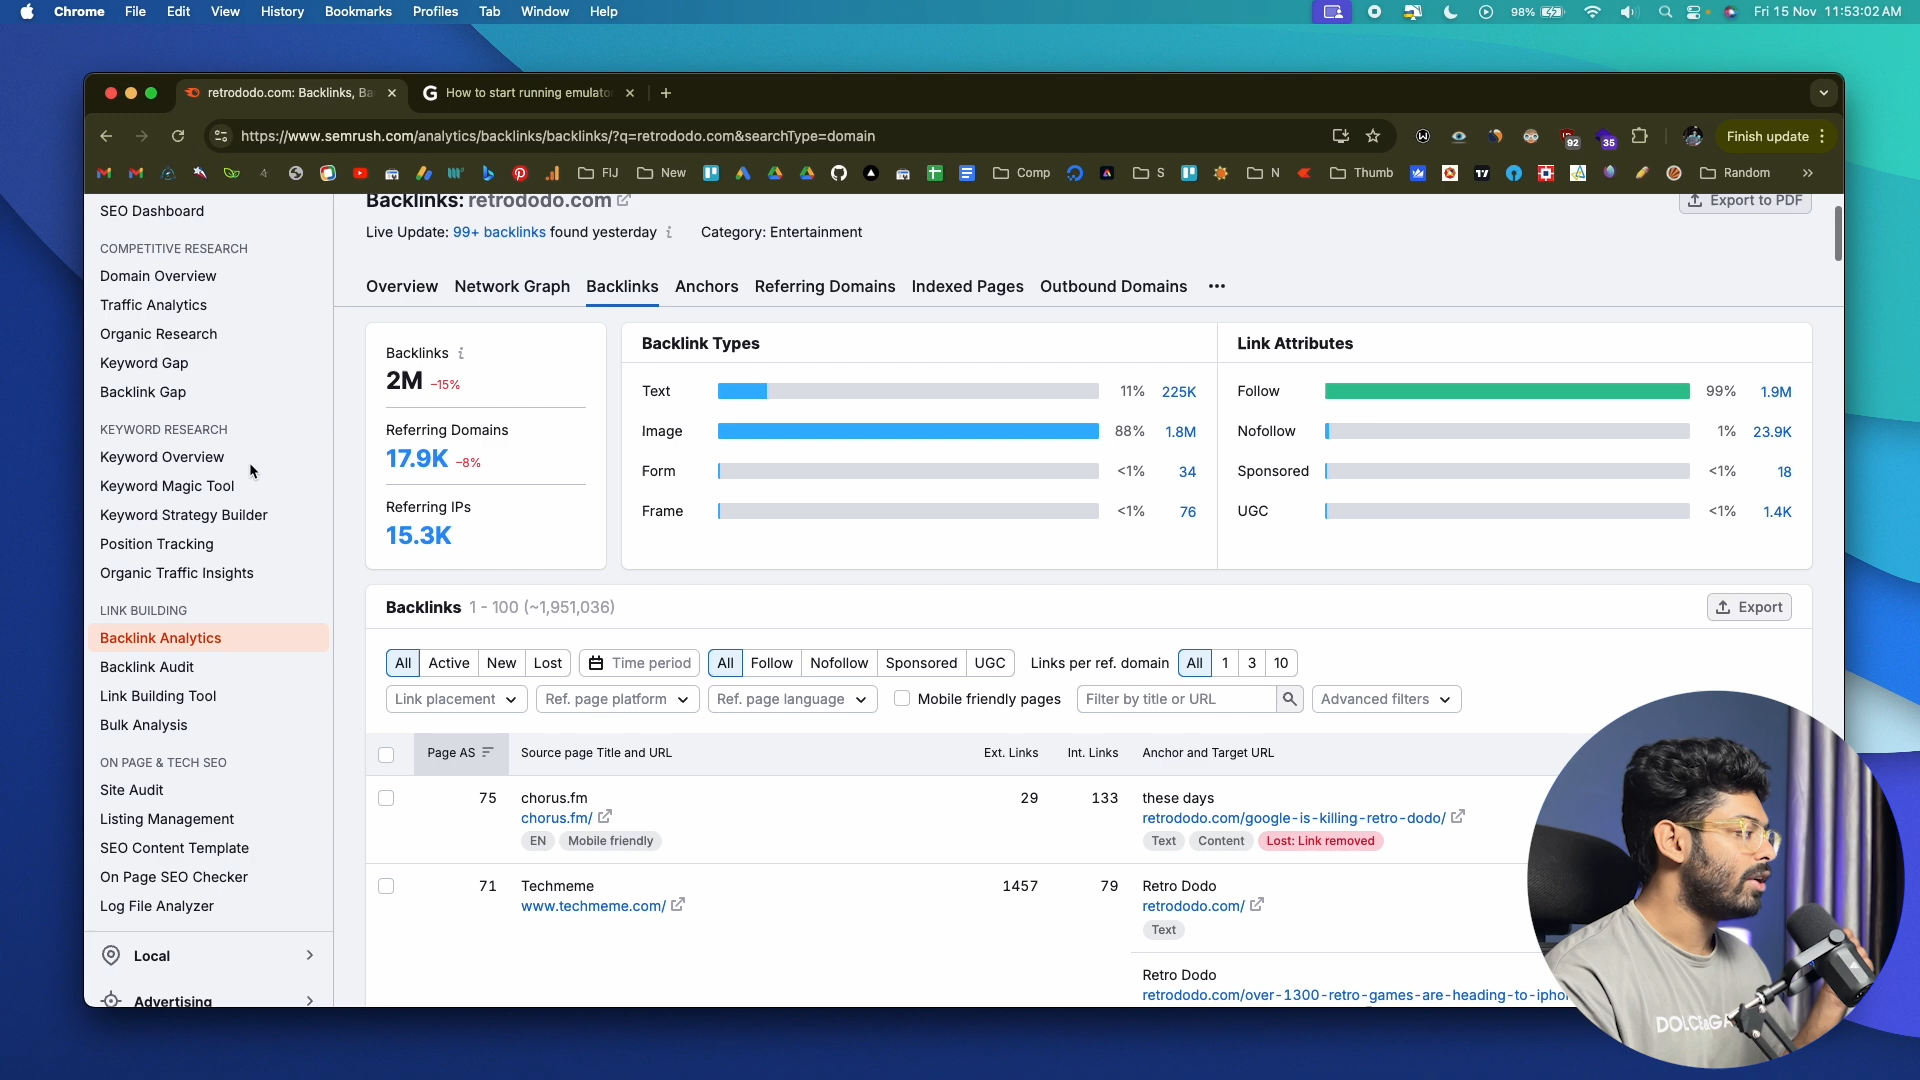 Chrome File Edit View History Bookmarks Profiles Tab Window Help 98% Fri 15 Nov 11:53:02 AM
retrododo.com: Backlinks, Ba How to start running emulato
https://www.semrush.com/analytics/backlinks/backlinks/?q=retrododo.com&searchType=domain 92 35 Finish update
FIJ New Comp S N Thumb Random
SEO Dashboard
COMPETITIVE RESEARCH
Domain Overview
Traffic Analytics
Organic Research
Keyword Gap
Backlink Gap
KEYWORD RESEARCH
Keyword Overview
Keyword Magic Tool
Keyword Strategy Builder
Position Tracking
Organic Traffic Insights
LINK BUILDING
Backlink Analytics
Backlink Audit
Link Building Tool
Bulk Analysis
ON PAGE & TECH SEO
Site Audit
Listing Management
SEO Content Template
On Page SEO Checker
Log File Analyzer
Local
Advertising
Backlinks: retrododo.com
Export to PDF
Live Update: 99+ backlinks found yesterday Category: Entertainment
Overview Network Graph Backlinks Anchors Referring Domains Indexed Pages Outbound Domains
Backlinks
2M -15%
Referring Domains
17.9K -8%
Referring IPs
15.3K
Backlink Types
Text 11% 225K
Image 88% 1.8M
Form <1% 34
Frame <1% 76
Link Attributes
Follow 99% 1.9M
Nofollow 1% 23.9K
Sponsored <1% 18
UGC <1% 1.4K
Backlinks 1 - 100 (~1,951,036)
Export
All Active New Lost Time period All Follow Nofollow Sponsored UGC Links per ref. domain All 1 3 10
Link placement Ref. page platform Ref. page language Mobile friendly pages Filter by title or URL Advanced filters
Page AS Source page Title and URL Ext. Links Int. Links Anchor and Target URL
75 chorus.fm 29 133 these days
chorus.fm/ retrododo.com/google-is-killing-retro-dodo/
EN Mobile friendly Text Content Lost: Link removed
71 Techmeme 1457 79 Retro Dodo
www.techmeme.com/ retrododo.com/
Text
Retro Dodo
retrododo.com/over-1300-retro-games-are-heading-to-ipho